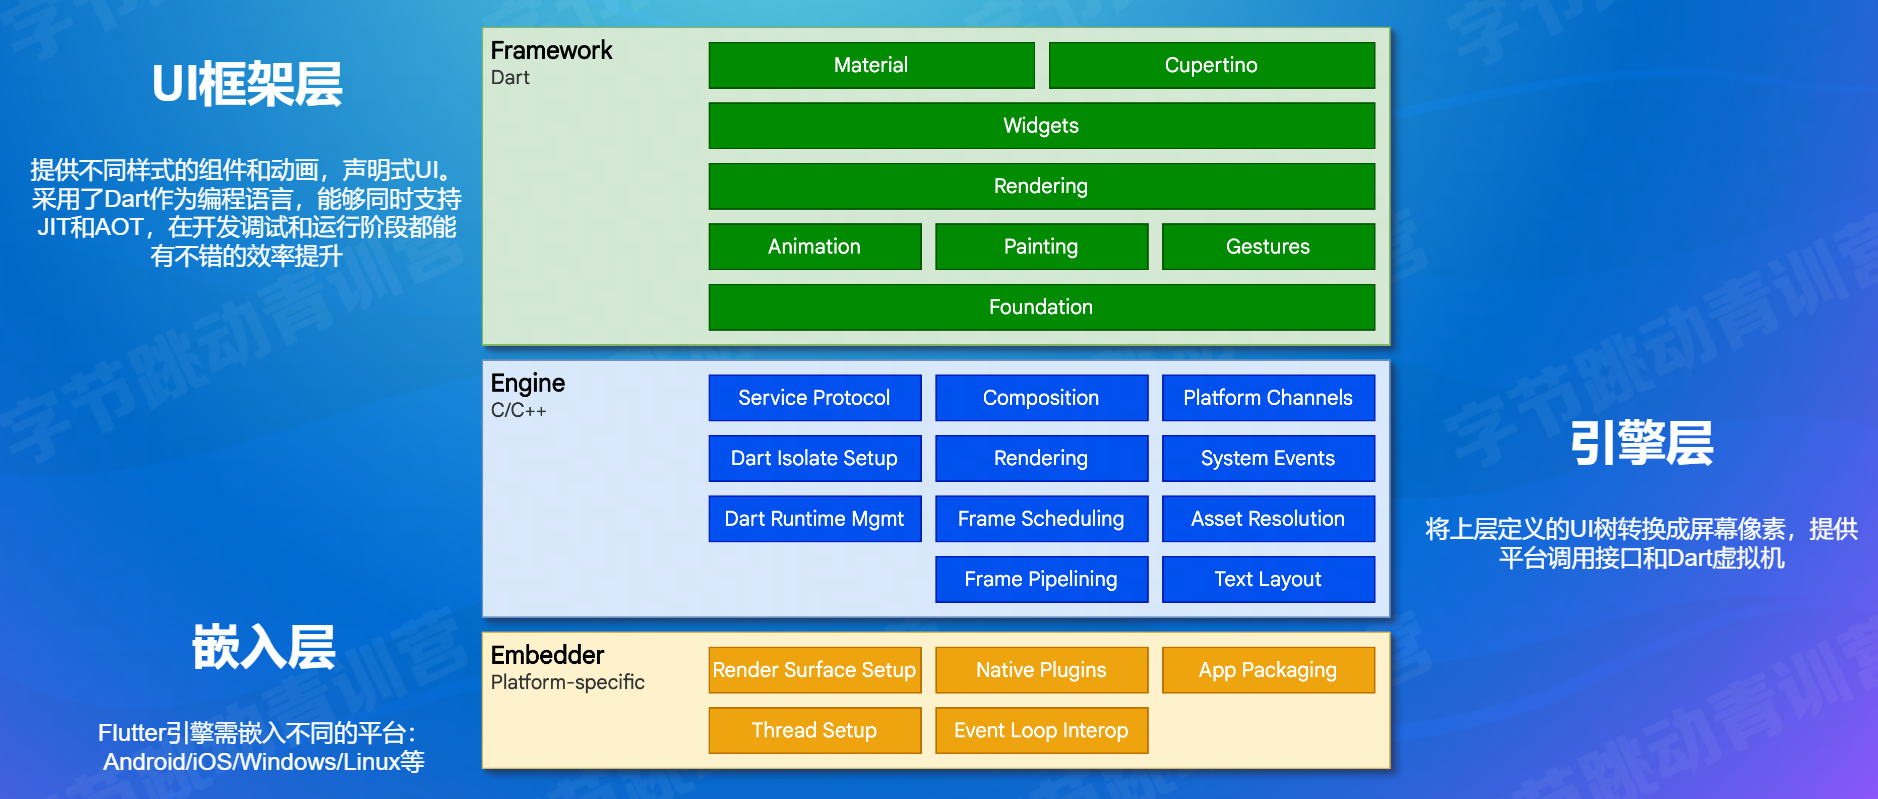 UI框架层
提供不同样式的组件和动画，声明式UI。
采用了Dart作为编程语言，能够同时支持
JIT和AOT，在开发调试和运行阶段都能
有不错的效率提升
Framework
Dart
Material
Cupertino
Widgets
Rendering
Animation
Painting
Gestures
Foundation
Engine
C/C++
Service Protocol
Composition
Platform Channels
Dart Isolate Setup
Rendering
System Events
Dart Runtime Mgmt
Frame Scheduling
Asset Resolution
Frame Pipelining
Text Layout
引擎层
将上层定义的UI树转换成屏幕像素，提供
平台调用接口和Dart虚拟机
嵌入层
Flutter引擎需嵌入不同的平台：
Android/iOS/Windows/Linux等
Embedder
Platform-specific
Render Surface Setup
Native Plugins
App Packaging
Thread Setup
Event Loop Interop
字节跳动青训营
字节跳动青训营